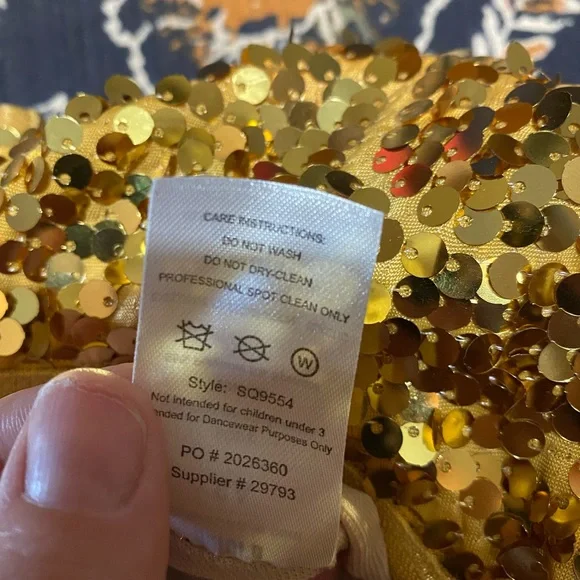 CARE INSTRUCTIONS:
DO NOT WASH
DO NOT DRY-CLEAN
PROFESSIONAL SPOT CLEAN ONLY
W
Style: SQ9554
Not intended for children under 3
for Dancewear Purposes Only
PO # 2026360
Supplier # 29793